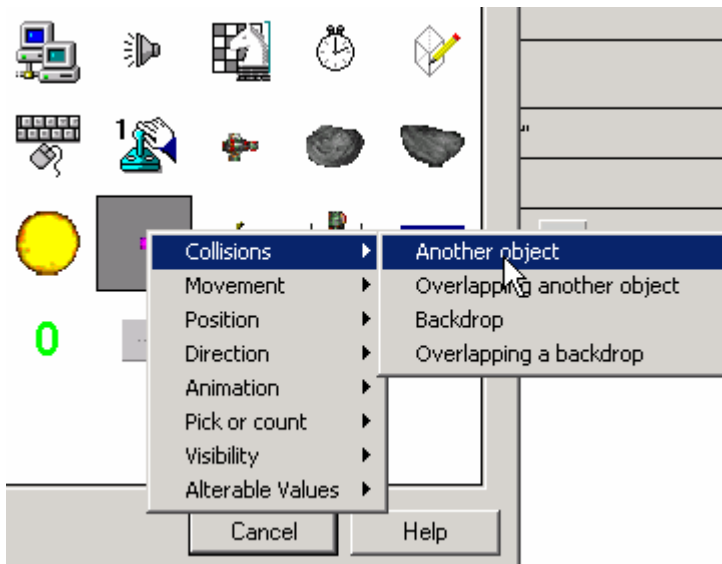 1
0
Collisions
Movement
Position
Direction
Animation
Pick or count
Visibility
Alterable Values
Another object
Overlapping another object
Backdrop
Overlapping a backdrop
Cancel
Help